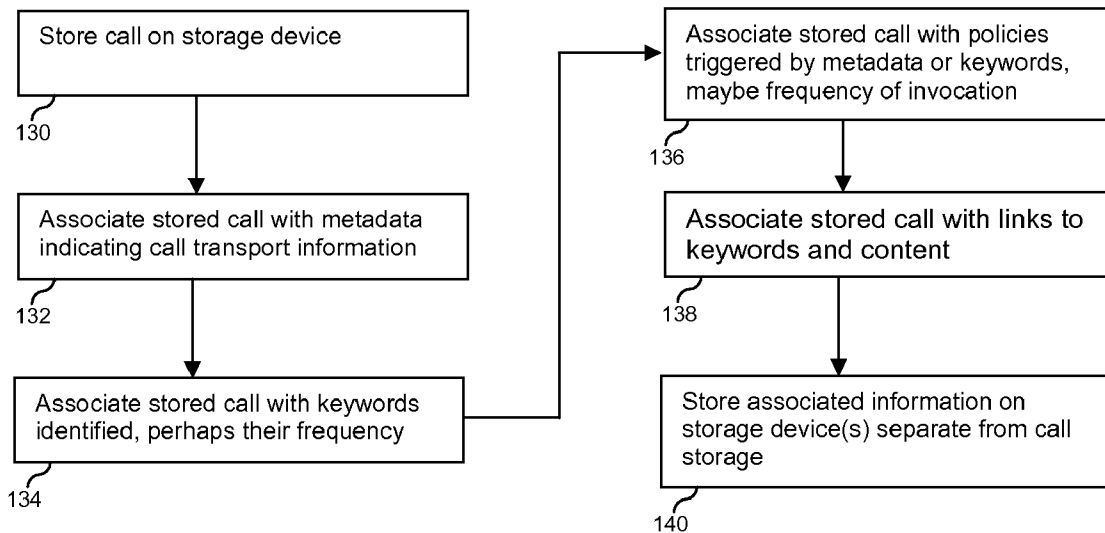 Store call on storage device
130
Associate stored call with metadata
indicating call transport information
132
Associate stored call with keywords
identified, perhaps their frequency
134
Associate stored call with policies
triggered by metadata or keywords,
maybe frequency of invocation
136
Associate stored call with links to
keywords and content
138
Store associated information on
storage device(s) separate from call
storage
140